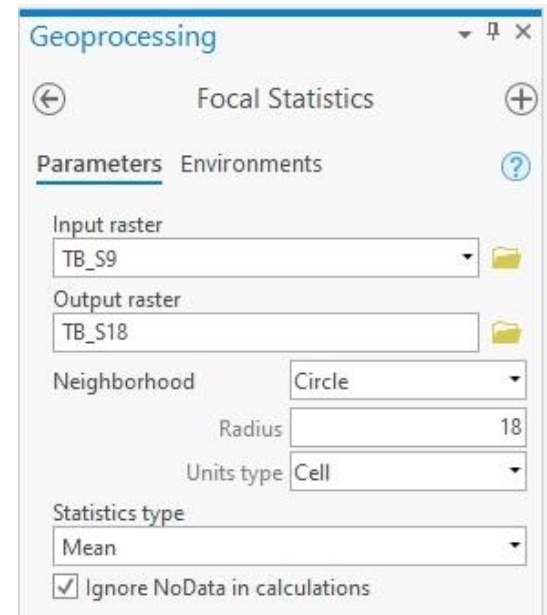 Geoprocessing
Focal Statistics
Parameters Environments
Input raster
TB_S9
Output raster
TB_S18
Neighborhood Circle
Radius 18
Units type Cell
Statistics type
Mean
Ignore NoData in calculations